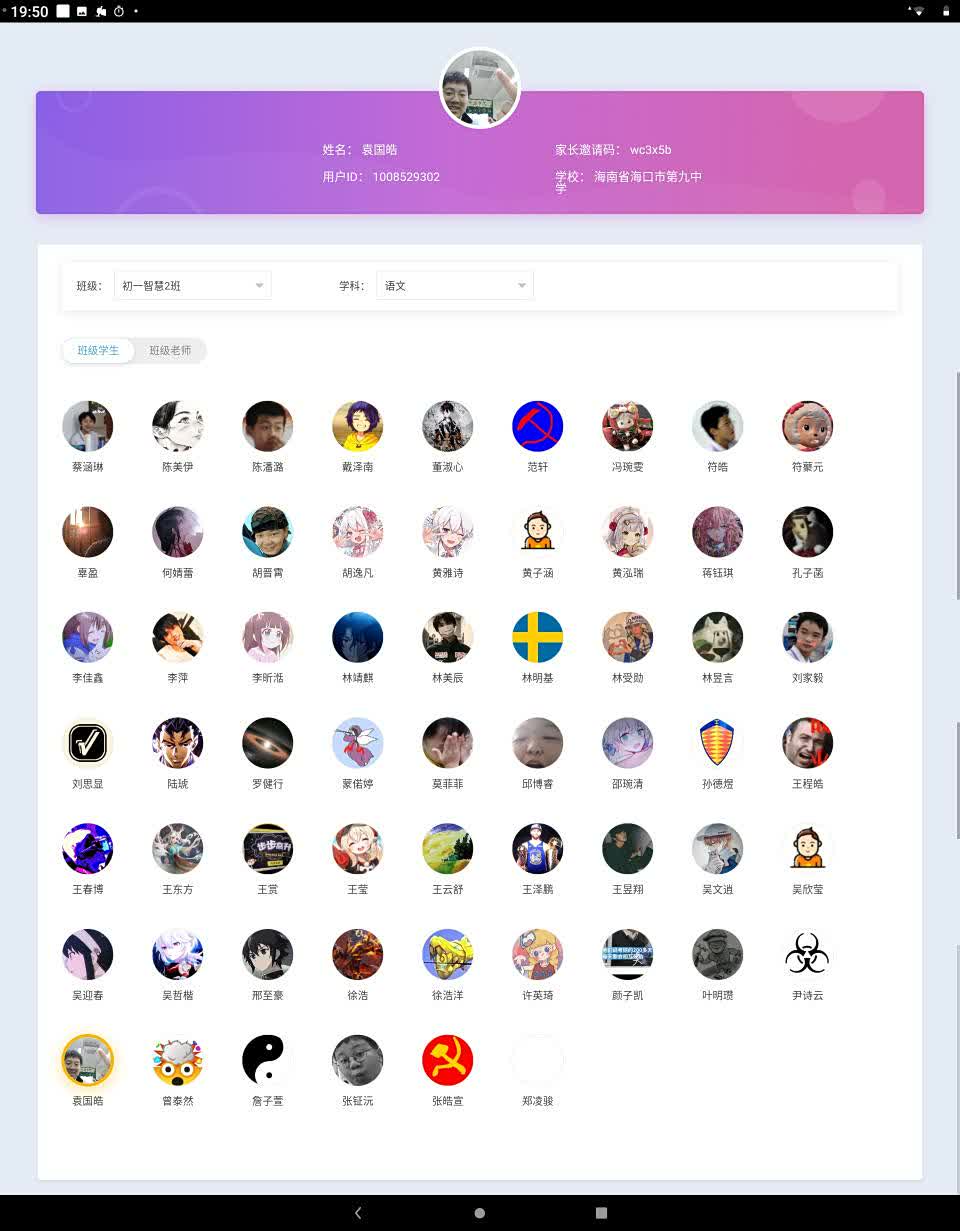 19:50
姓名： 袁国皓
家长邀请码： wc3x5b
用户ID： 1008529302
学校： 海南省海口市第九中
学
班级： 初一智慧2班
学科： 语文
班级学生 班级老师
蔡涵琳 陈美伊 陈潘潞 戴泽南 董淑心 范轩 冯琬雯 符皓 符聚元
辜盈 何婧蕾 胡晋霄 胡逸凡 黄雅诗 黄子涵 黄泓瑞 蒋钰琪 孔子菡
李佳鑫 李萍 李昕湉 林靖麒 林美辰 林明基 林受勋 林昱言 刘家毅
刘思显 陆琥 罗健行 蒙偌婷 莫菲菲 邱博睿 邵琬清 孙德煜 王程皓
步步高升
王春博 王东方 王赏 王莹 王云舒 王泽鹏 王昱翔 吴文逍 吴欣莹
吴迎春 吴哲楷 邢至豪 徐浩 徐浩洋 许英琦 颜子凯 叶明瓒 尹诗云
袁国皓 曾泰然 詹子萱 张钲沅 张皓宣 郑凌骏